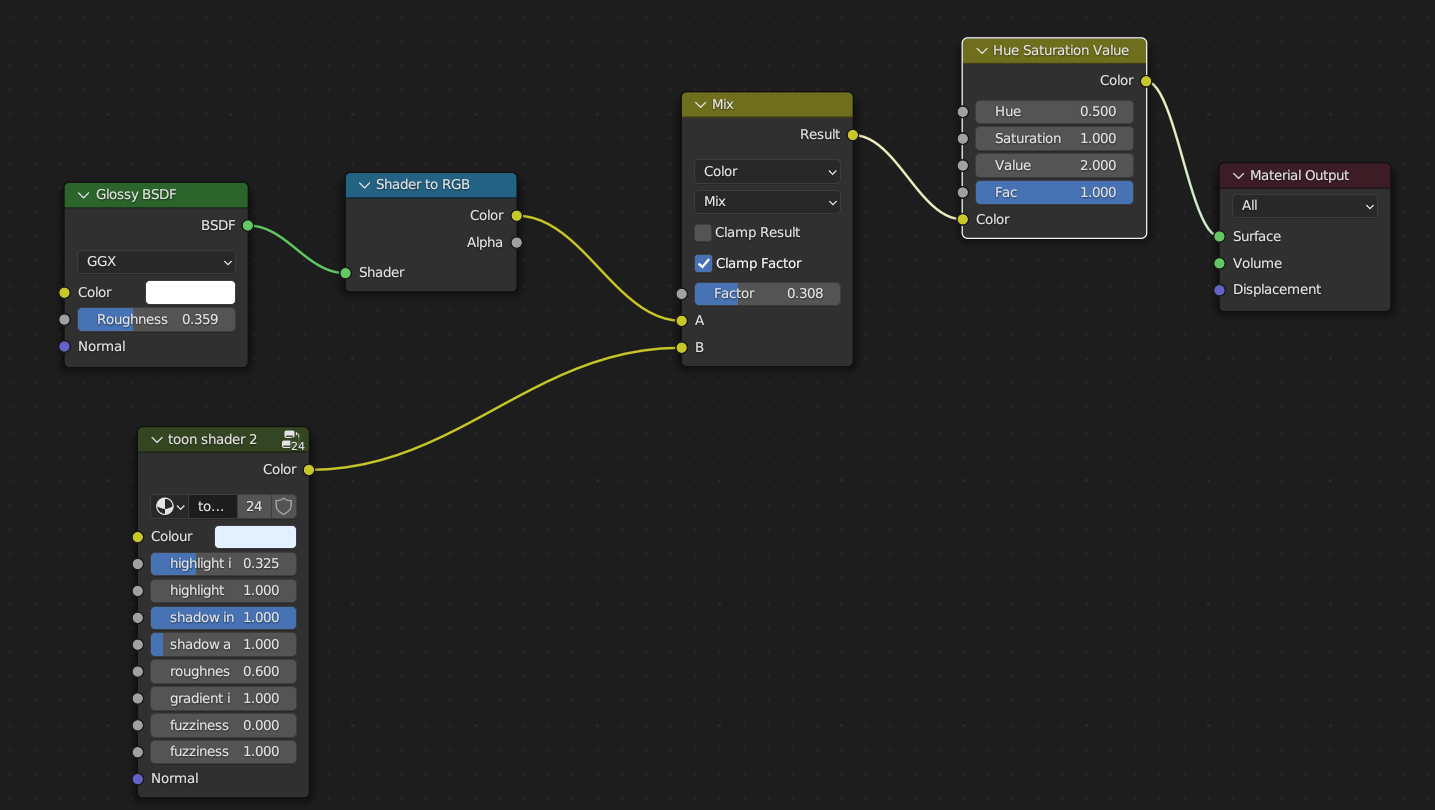 Glossy BSDF
BSDF
GGX
Color
Roughness 0.359
Normal
Shader to RGB
Color
Alpha
Shader
Mix
Result
Color
Mix
Clamp Result
Clamp Factor
Factor 0.308
A
B
Hue Saturation Value
Color
Hue 0.500
Saturation 1.000
Value 2.000
Fac 1.000
Color
Material Output
All
Surface
Volume
Displacement
toon shader 2 24
Color
to... 24
Colour
highlight i 0.325
highlight 1.000
shadow in 1.000
shadow a 1.000
roughnes 0.600
gradient i 1.000
fuzziness 0.000
fuzziness 1.000
Normal